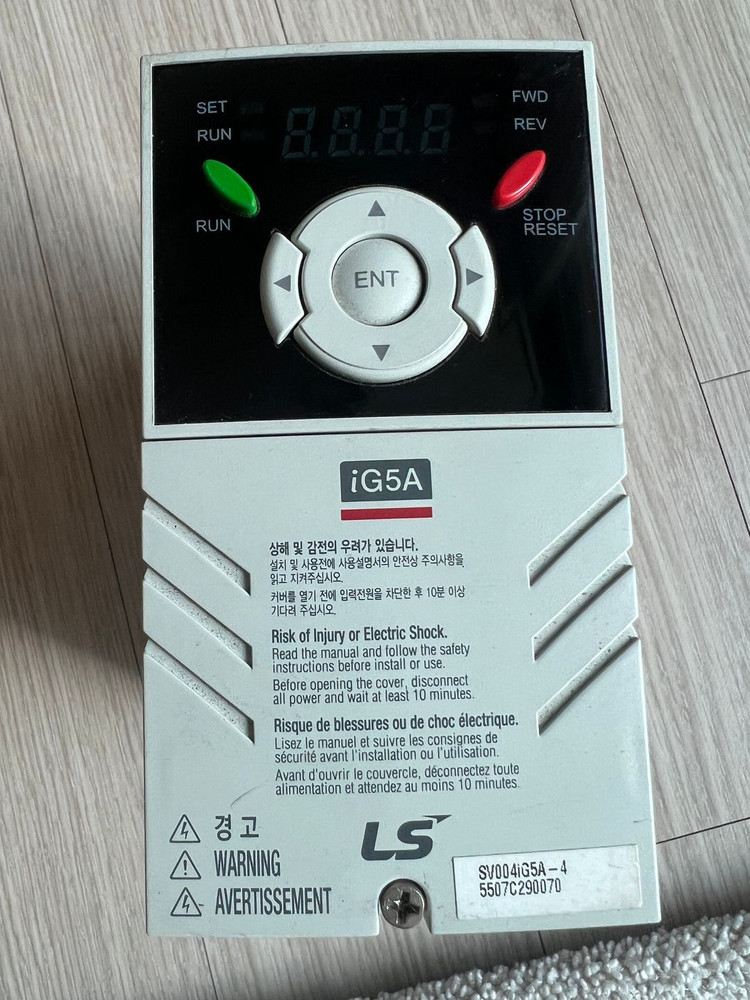 SET
RUN
8.8.8.8
FWD
REV
RUN
STOP
RESET
ENT
iG5A
상해 및 감전의 우려가 있습니다.
설치 및 사용전에 사용설명서의 안전상 주의사항을
읽고 지켜주십시오.
커버를 열기 전에 입력전원을 차단한 후 10분 이상
기다려 주십시오.
Risk of Injury or Electric Shock.
Read the manual and follow the safety
instructions before install or use.
Before opening the cover, disconnect
all power and wait at least 10 minutes.
Risque de blessures ou de choc électrique.
Lisez le manuel et suivre les consignes de
sécurité avant l'installation ou l'utilisation.
Avant d'ouvrir le couvercle, déconnectez toute
alimentation et attendez au moins 10 minutes.
경고
WARNING
AVERTISSEMENT
LS
SV004iG5A-4
5507C290070